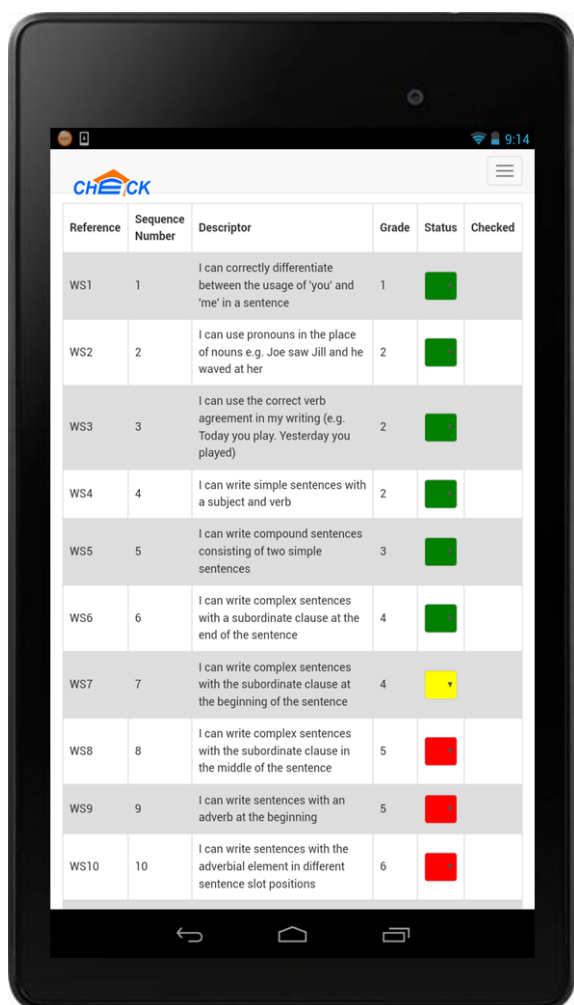 9:14
CHECK
Reference Sequence Number Descriptor Grade Status Checked
WS1 1 I can correctly differentiate
between the usage of 'you' and
'me' in a sentence 1
WS2 2 I can use pronouns in the place
of nouns e.g. Joe saw Jill and he
waved at her 2
WS3 3 I can use the correct verb
agreement in my writing (e.g.
Today you play. Yesterday you
played) 2
WS4 4 I can write simple sentences with
a subject and verb 2
WS5 5 I can write compound sentences
consisting of two simple
sentences 3
WS6 6 I can write complex sentences
with a subordinate clause at the
end of the sentence 4
WS7 7 I can write complex sentences
with the subordinate clause at
the beginning of the sentence 4
WS8 8 I can write complex sentences
with the subordinate clause in
the middle of the sentence 5
WS9 9 I can write sentences with an
adverb at the beginning 5
WS10 10 I can write sentences with the
adverbial element in different
sentence slot positions 6